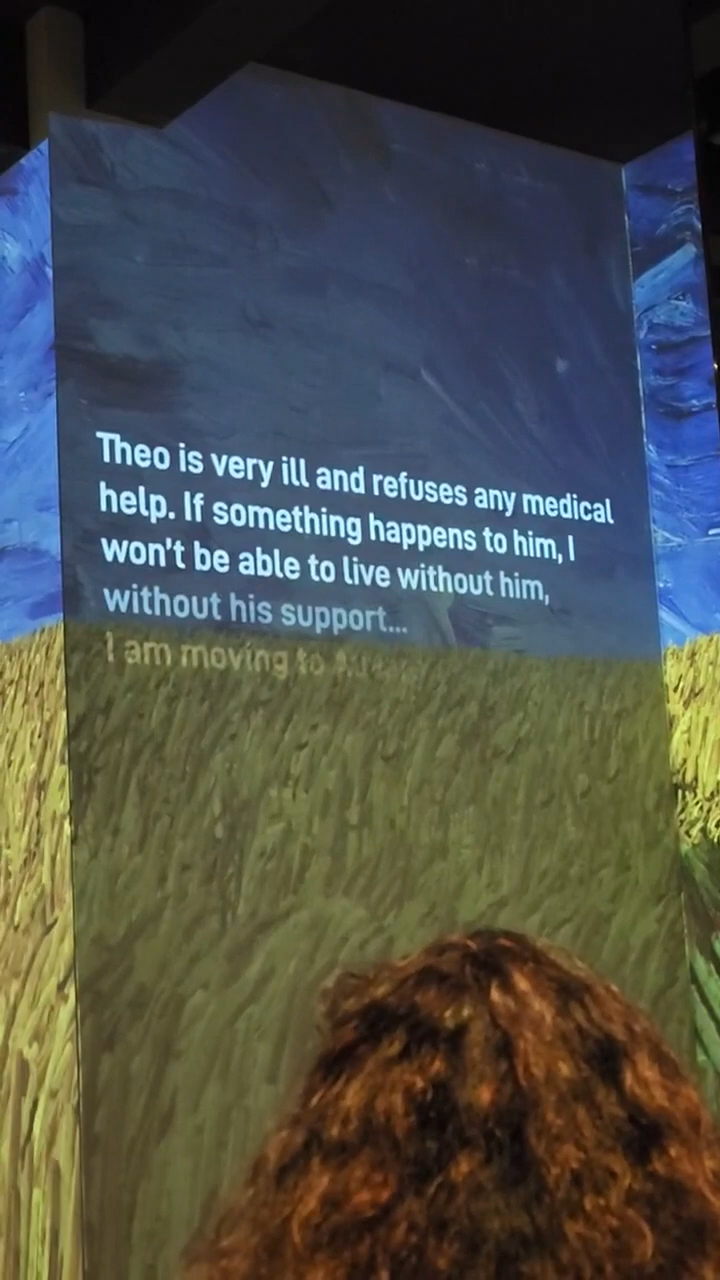 Theo is very ill and refuses any medical
help. If something happens to him, I
won't be able to live without him,
without his support...
I am moving to